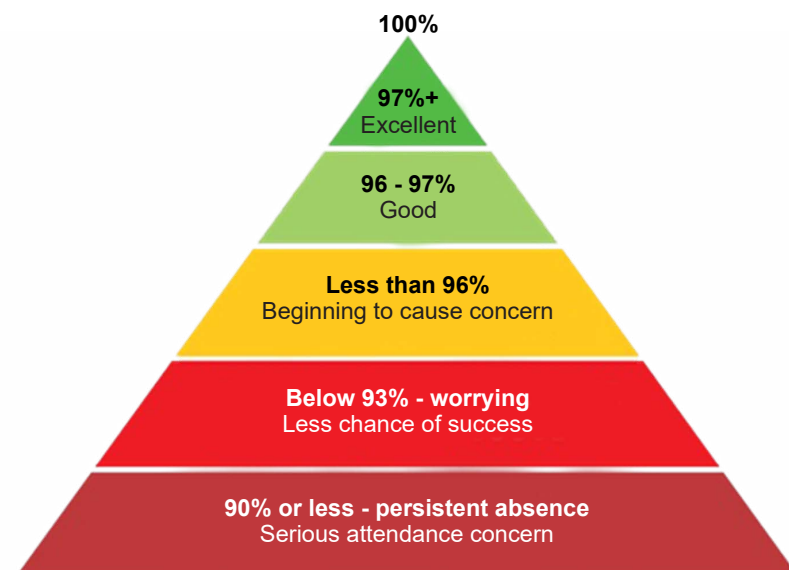 100%
97%+
Excellent
96 - 97%
Good
Less than 96%
Beginning to cause concern
Below 93% - worrying
Less chance of success
90% or less - persistent absence
Serious attendance concern